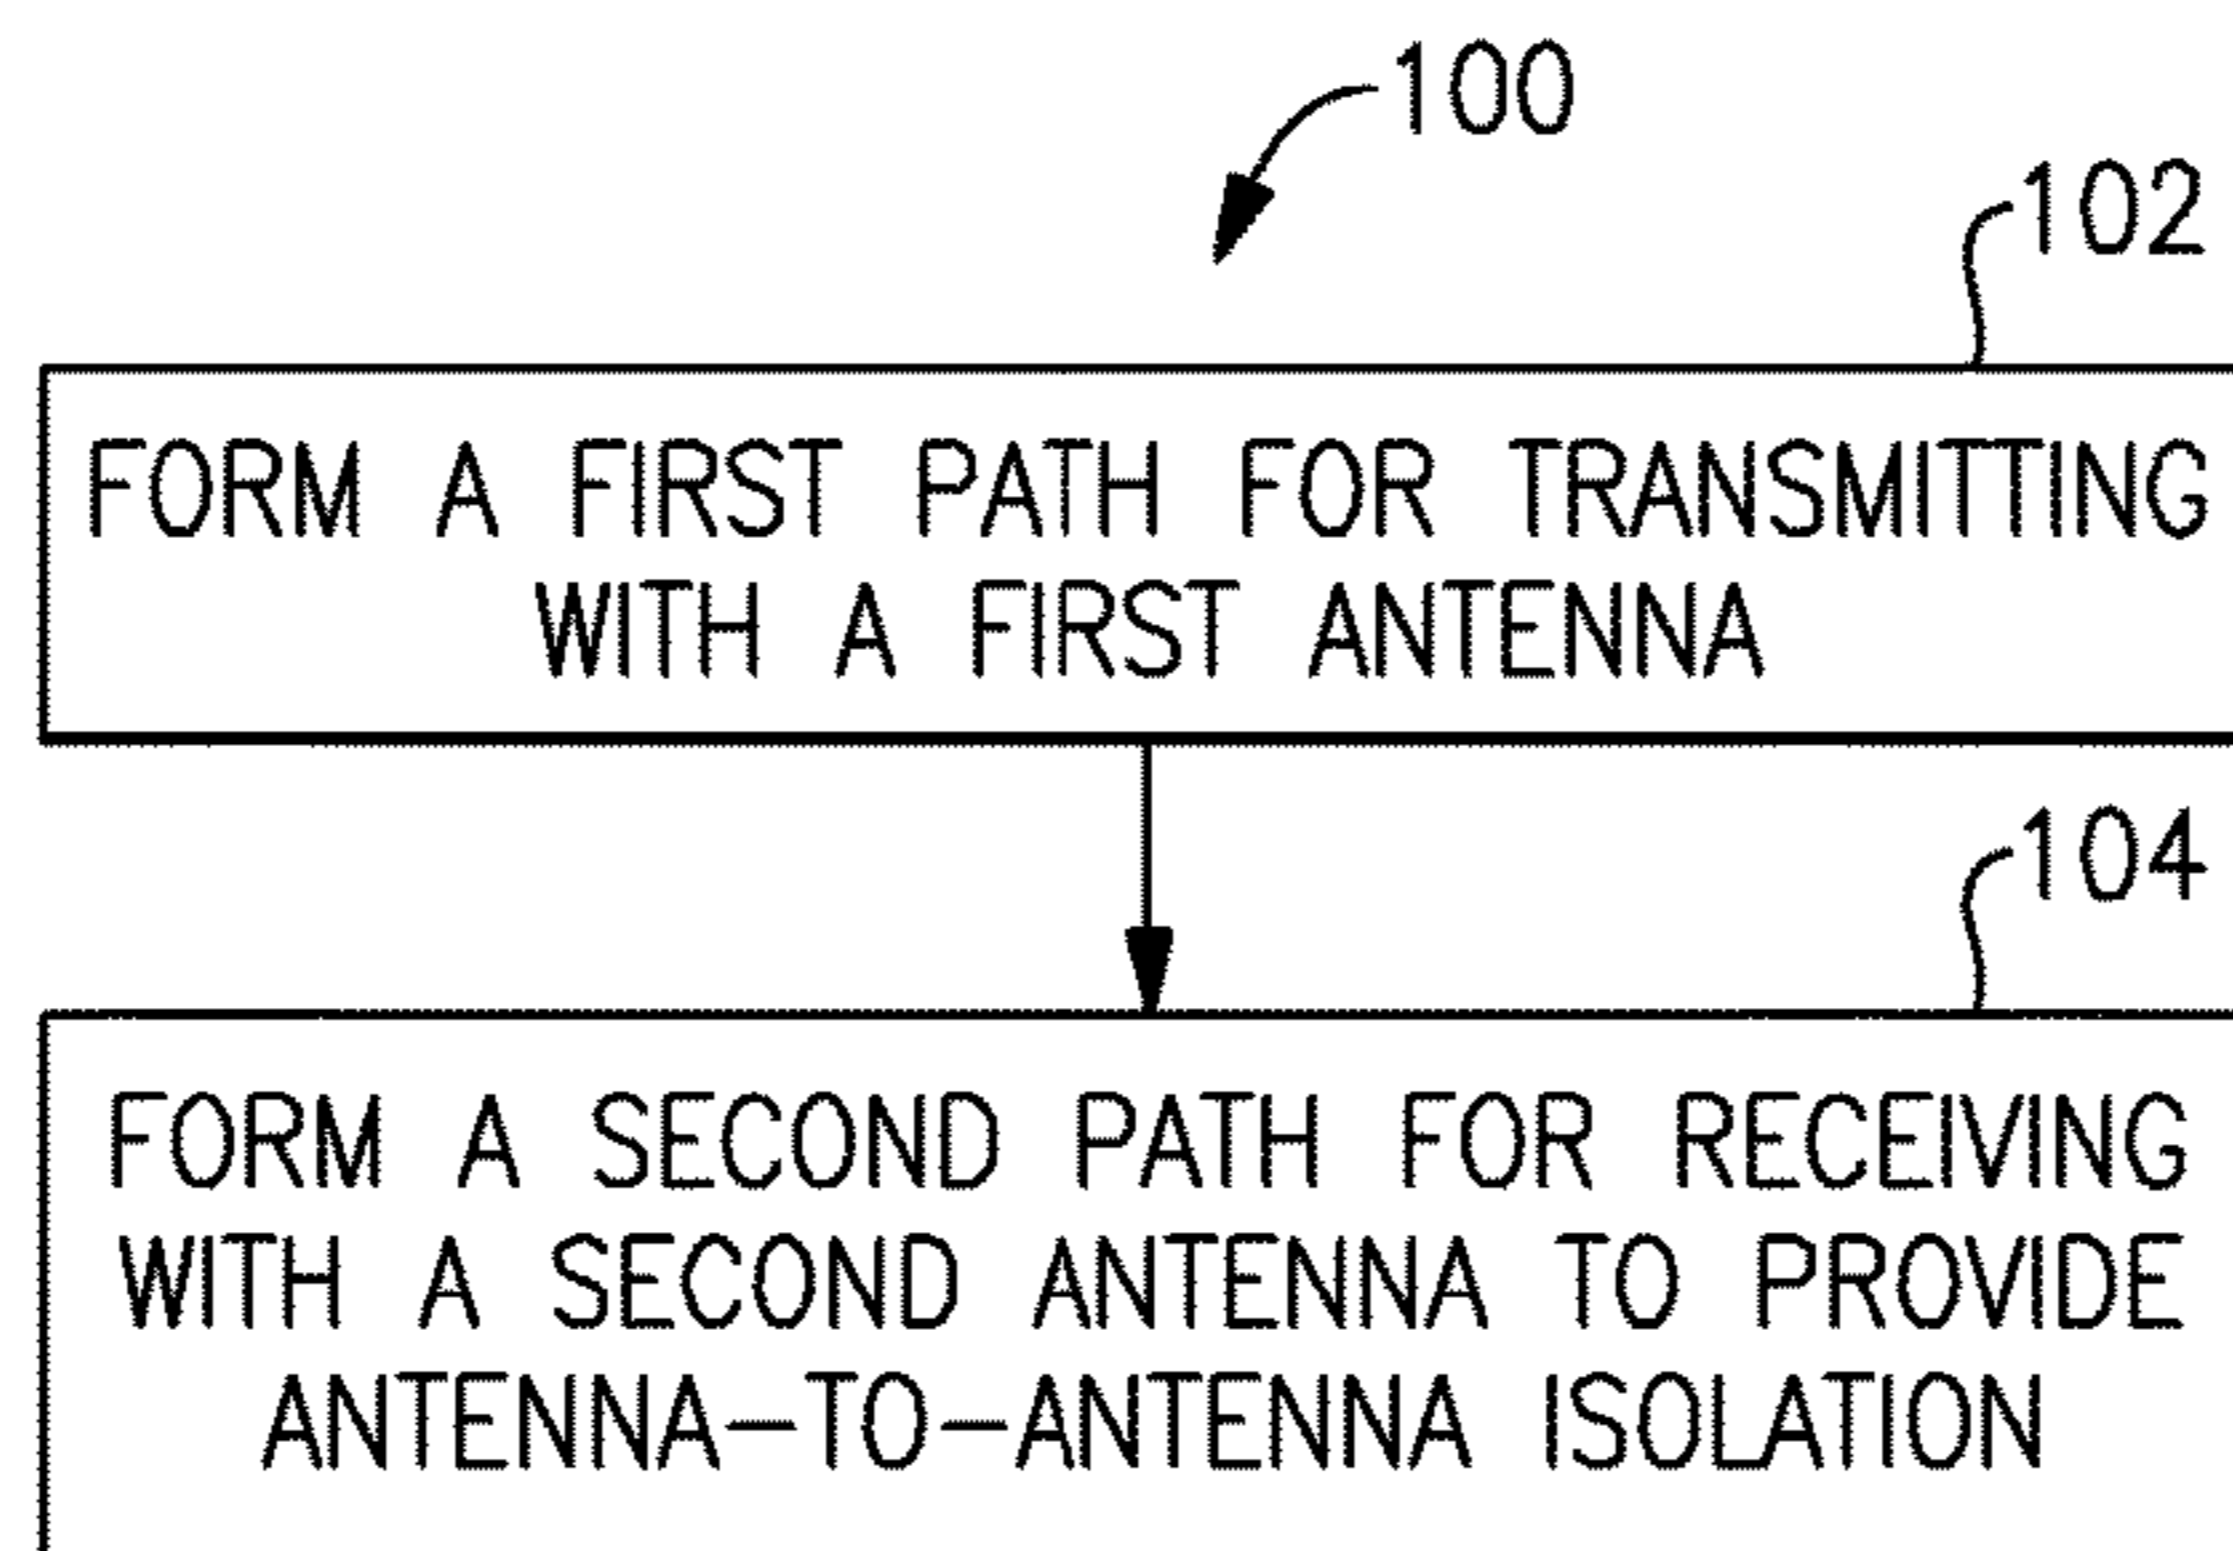 100
102
FORM A FIRST PATH FOR TRANSMITTING
WITH A FIRST ANTENNA
104
FORM A SECOND PATH FOR RECEIVING
WITH A SECOND ANTENNA TO PROVIDE
ANTENNA-TO-ANTENNA ISOLATION